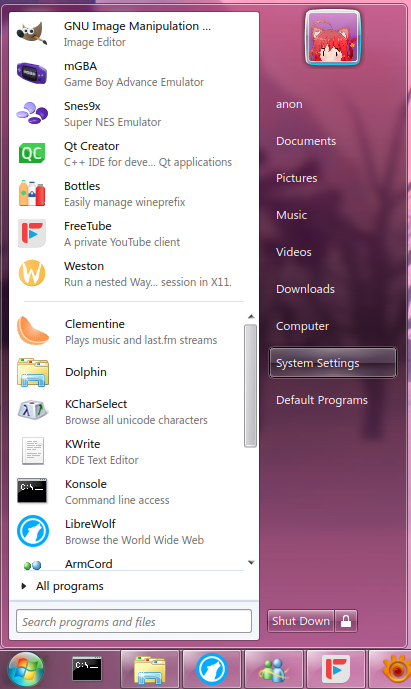 GNU Image Manipulation ...
Image Editor
mGBA
Game Boy Advance Emulator
Snes9x
Super NES Emulator
QC
Qt Creator
C++ IDE for deve... Qt applications
Bottles
Easily manage wineprefix
FreeTube
A private YouTube client
Weston
Run a nested Way... session in X11.
Clementine
Plays music and last.fm streams
Dolphin
KCharSelect
Browse all unicode characters
KWrite
KDE Text Editor
C:\_
Konsole
Command line access
LibreWolf
Browse the World Wide Web
ArmCord
All programs
Search programs and files
anon
Documents
Pictures
Music
Videos
Downloads
Computer
System Settings
Default Programs
Shut Down
C:\_